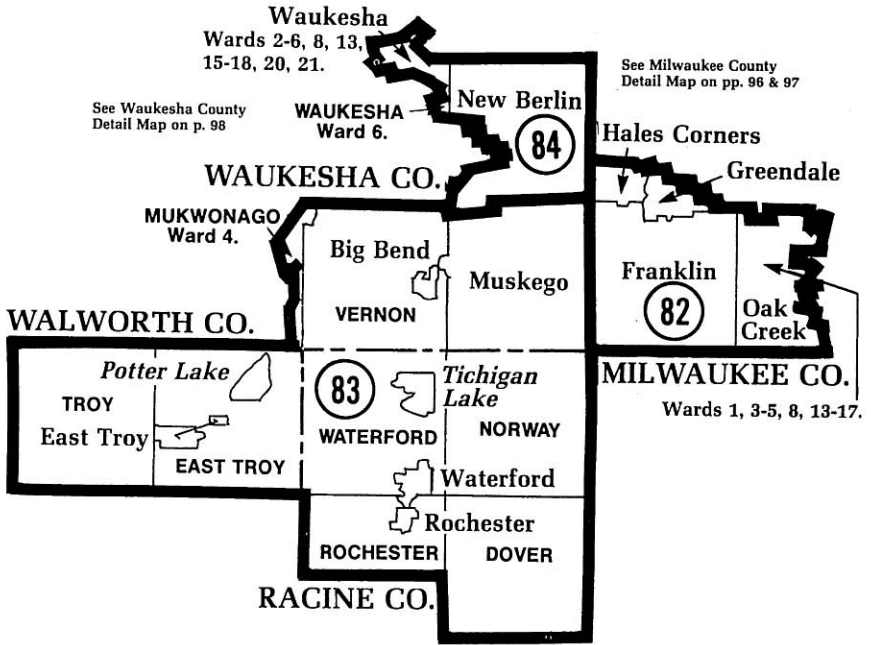 Waukesha
Wards 2-6, 8, 13,
15-18, 20, 21.
See Milwaukee County
Detail Map on pp. 96 & 97
See Waukesha County
Detail Map on p. 98
WAUKESHA
Ward 6.
New Berlin
84
Hales Corners
Greendale
WAUKESHA CO.
MUKWONAGO
Ward 4.
Big Bend
Muskego
Franklin
82
VERNON
Oak
Creek
WALWORTH CO.
Potter Lake
83
Tichigan
Lake
MILWAUKEE CO.
Wards 1, 3-5, 8, 13-17.
TROY
East Troy
EAST TROY
WATERFORD
NORWAY
Waterford
Rochester
ROCHESTER
DOVER
RACINE CO.